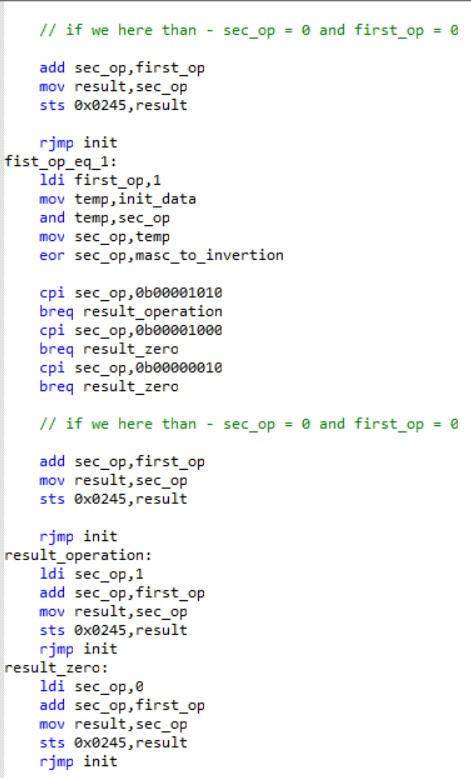 // if we here than - sec_op = 0 and first_op = 0
add sec_op,first_op
mov result,sec_op
sts 0x0245,result
rjmp init
fist_op_eq_1:
ldi first_op,1
mov temp,init_data
and temp,sec_op
mov sec_op,temp
eor sec_op,masc_to_invertion
cpi sec_op,0b00001010
breq result_operation
cpi sec_op,0b00001000
breq result_zero
cpi sec_op,0b00000010
breq result_zero
// if we here than - sec_op = 0 and first_op = 0
add sec_op,first_op
mov result,sec_op
sts 0x0245,result
rjmp init
result_operation:
ldi sec_op,1
add sec_op,first_op
mov result,sec_op
sts 0x0245,result
rjmp init
result_zero:
ldi sec_op,0
add sec_op,first_op
mov result,sec_op
sts 0x0245,result
rjmp init